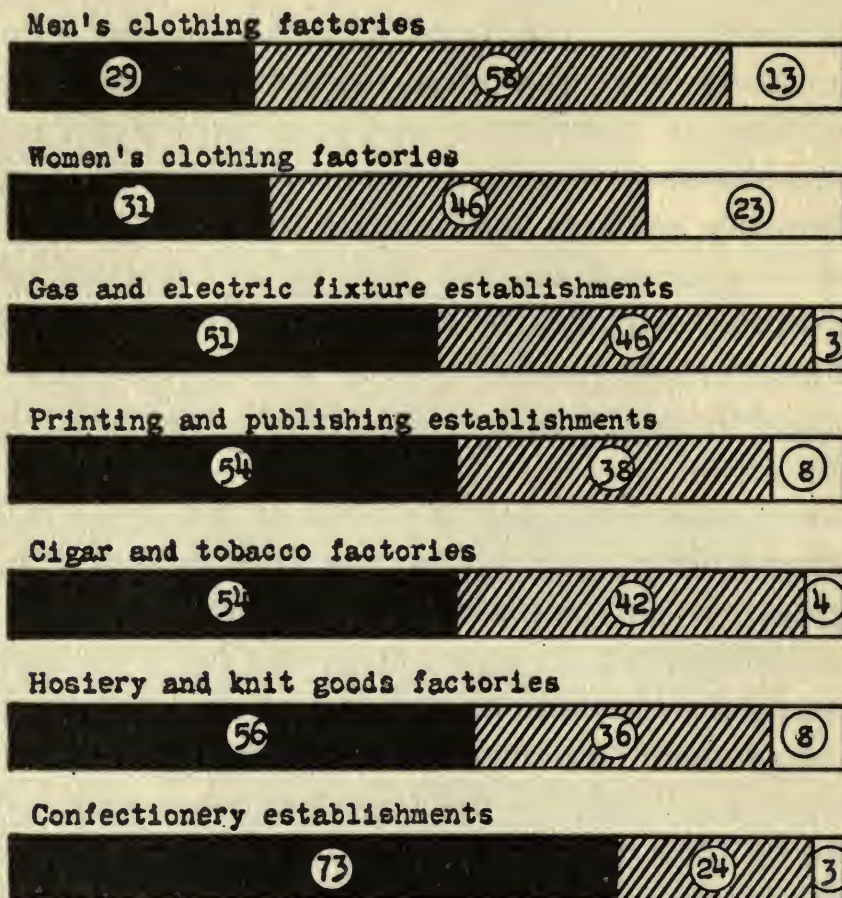 Men's clothing factories
29 58 13
Women's clothing factories
31 46 23
Gas and electric fixture establishments
51 46 3
Printing and publishing establishments
54 38 8
Cigar and tobacco factories
54 42 4
Hosiery and knit goods factories
56 36 8
Confectionery establishments
73 24 3